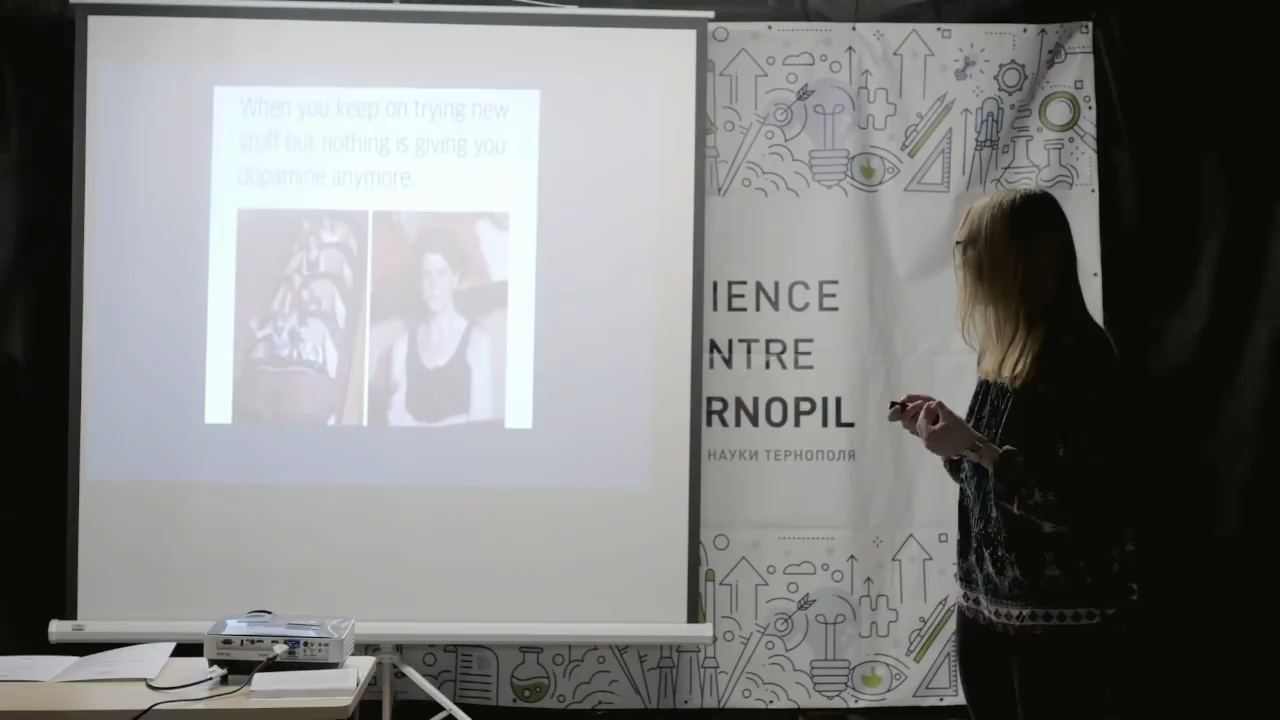 When you keep on trying new
stuff but nothing is giving you
dopamine anymore.
IENCE
NTRE
RNOPIL
НАУКИ ТЕРНОПОЛЯ